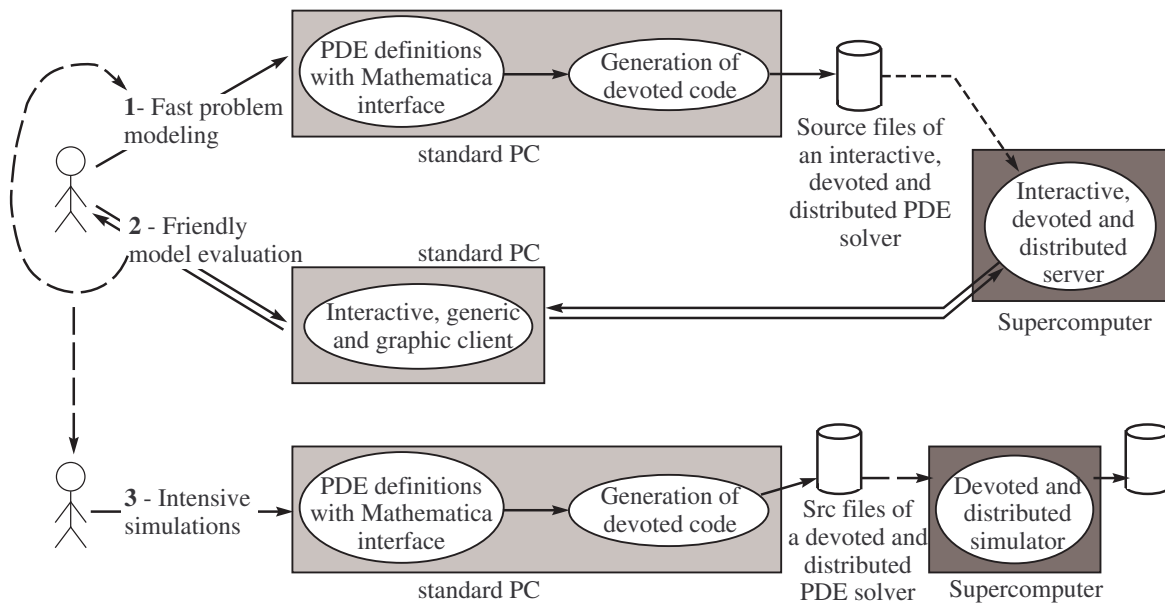 PDE definitions
with Mathematica
interface
Generation of
devoted code
1- Fast problem
modeling
standard PC
Source files of
an interactive,
devoted and
distributed PDE
solver
Interactive,
devoted and
distributed
server
Supercomputer
2 - Friendly
model evaluation
standard PC
Interactive, generic
and graphic client
3 - Intensive
simulations
PDE definitions
with Mathematica
interface
Generation of
devoted code
standard PC
Src files of
a devoted and
distributed
PDE solver
Devoted and
distributed
simulator
Supercomputer